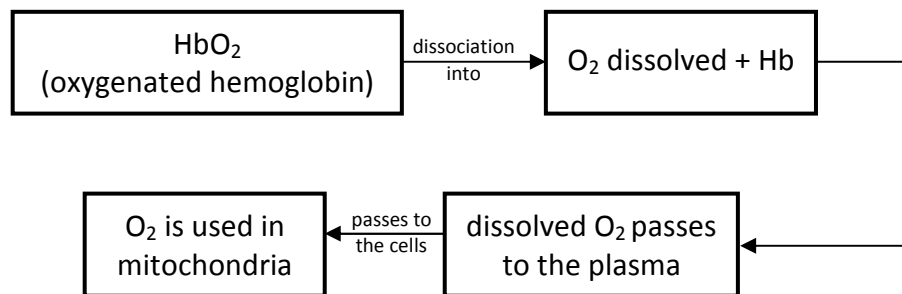 HbO₂
(oxygenated hemoglobin)
dissociation
into
O₂ dissolved + Hb
dissolved O₂ passes
to the plasma
passes to
the cells
O₂ is used in
mitochondria